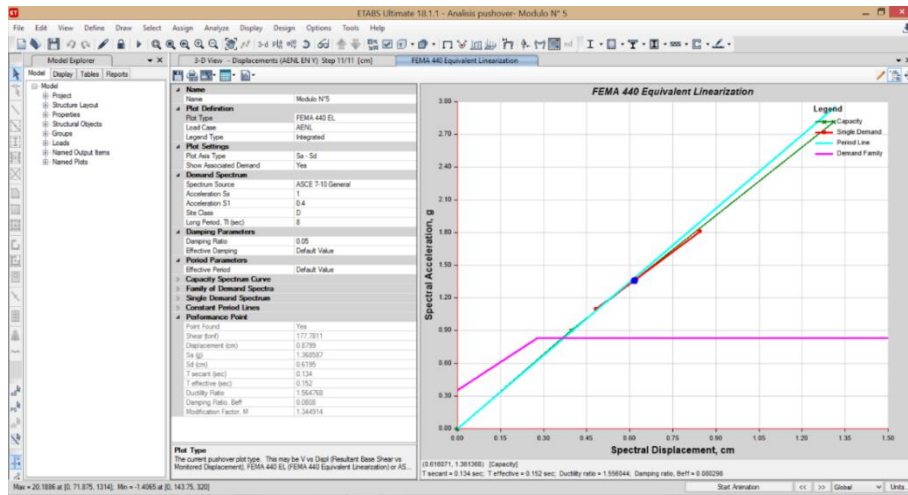 ETABS Ultimate 18.1.1 - Analisis pushover- Modulo N° 5
File Edit View Define Draw Select Assign Analyze Display Design Options Tools Help
Model Explorer
3-D View - Displacements (AENL EN Y) Step 11/11 [cm]
FEMA 440 Equivalent Linearization
Model Display Tables Reports
Model
Project
Structure Layout
Properties
Structural Objects
Groups
Loads
Named Output Items
Named Plots
Name
Name Modulo N°5
Plot Definition
Plot Type FEMA 440 EL
Load Case AENL
Legend Type Integrated
Plot Settings
Plot Axis Type Sa - Sd
Show Associated Demand Yes
Demand Spectrum
Spectrum Source ASCE 7-10 General
Acceleration Ss 1
Acceleration S1 0.4
Site Class D
Long Period, Tl (sec) 8
Damping Parameters
Damping Ratio 0.05
Effective Damping Default Value
Period Parameters
Effective Period Default Value
Capacity Spectrum Curve
Family of Demand Spectra
Single Demand Spectrum
Constant Period Lines
Performance Point
Point Found Yes
Shear (tonf) 177.7811
Displacement (cm) 0.8789
Sa (g) 1.368587
Sd (cm) 0.6195
T secant (sec) 0.134
T effective (sec) 0.152
Ductility Ratio 1.564768
Damping Ratio, Beff 0.0808
Modification Factor, M 1.344914
Plot Type
The current pushover plot type. This may be V vs Displ (Resultant Base Shear vs
Monitored Displacement), FEMA 440 EL (FEMA 440 Equivalent Linearization) or AS...
FEMA 440 Equivalent Linearization
Legend
Capacity
Single Demand
Period Line
Demand Family
Spectral Acceleration, g
3.00
2.70
2.40
2.10
1.80
1.50
1.20
0.90
0.60
0.30
0.00
0.00 0.15 0.30 0.45 0.60 0.75 0.90 1.05 1.20 1.35 1.50
Spectral Displacement, cm
(0.616071, 1.361368) [Capacity]
T secant = 0.134 sec; T effective = 0.152 sec; Ductility ratio = 1.556044; Damping ratio, Beff = 0.080298
Max = 20.1886 at [0, 71.875, 1314]; Min = -1.4065 at [0, 143.75, 320]
Start Animation << >> Global Units...